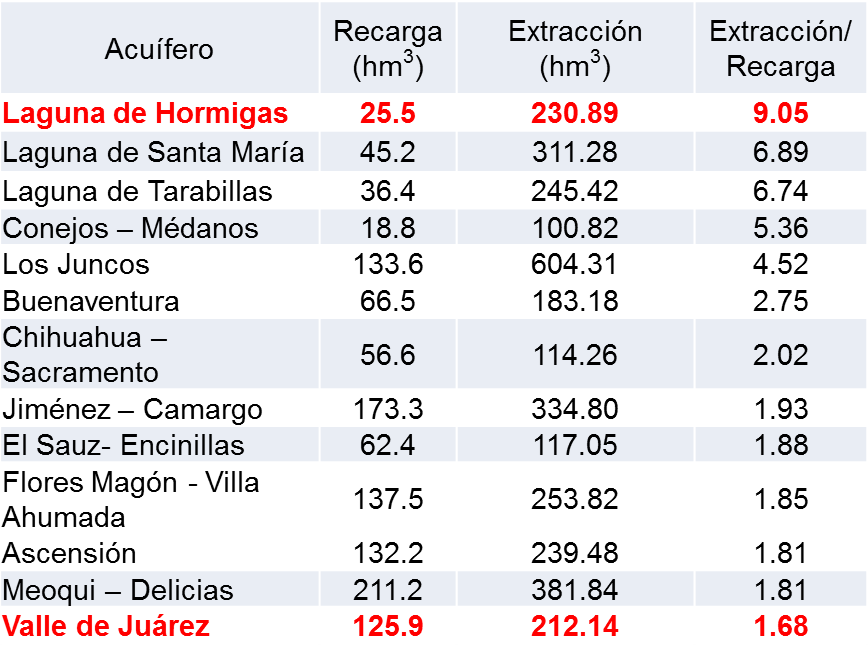 Acuífero Recarga (hm³) Extracción (hm³) Extracción/ Recarga
Laguna de Hormigas 25.5 230.89 9.05
Laguna de Santa María 45.2 311.28 6.89
Laguna de Tarabillas 36.4 245.42 6.74
Conejos – Médanos 18.8 100.82 5.36
Los Juncos 133.6 604.31 4.52
Buenaventura 66.5 183.18 2.75
Chihuahua – Sacramento 56.6 114.26 2.02
Jiménez – Camargo 173.3 334.80 1.93
El Sauz- Encinillas 62.4 117.05 1.88
Flores Magón - Villa Ahumada 137.5 253.82 1.85
Ascensión 132.2 239.48 1.81
Meoqui – Delicias 211.2 381.84 1.81
Valle de Juárez 125.9 212.14 1.68